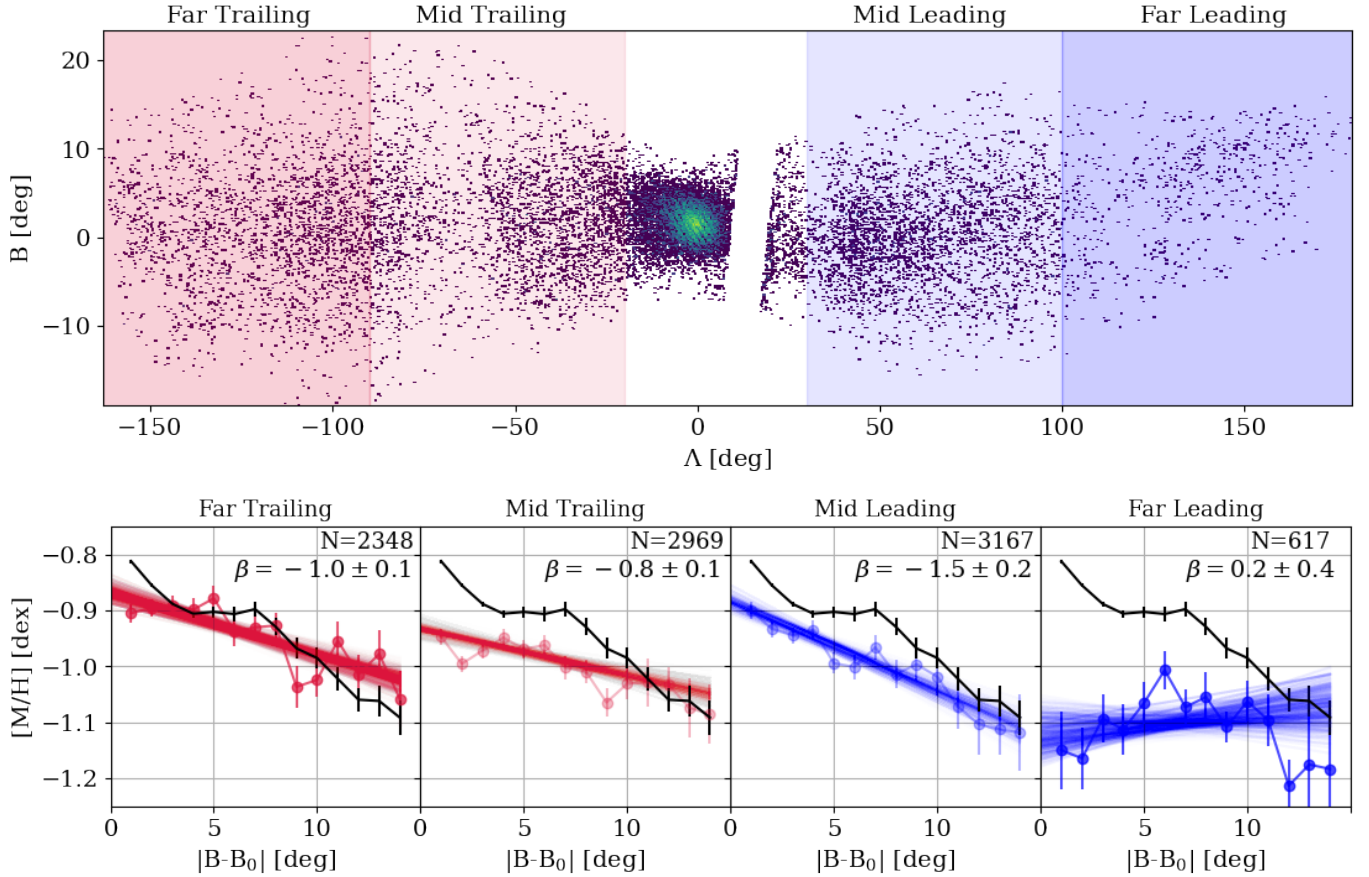 Far Trailing Mid Trailing Mid Leading Far Leading
20
10
0
−10
B [deg]
−150 −100 −50 0 50 100 150
Λ [deg]
Far Trailing Mid Trailing Mid Leading Far Leading
N=2348 N=2969 N=3167 N=617
β = −1.0 ± 0.1 β = −0.8 ± 0.1 β = −1.5 ± 0.2 β = 0.2 ± 0.4
−0.8
−0.9
−1.0
−1.1
−1.2
[M/H] [dex]
0 5 10 0 5 10 0 5 10 0 5 10
|B-B₀| [deg] |B-B₀| [deg] |B-B₀| [deg] |B-B₀| [deg]